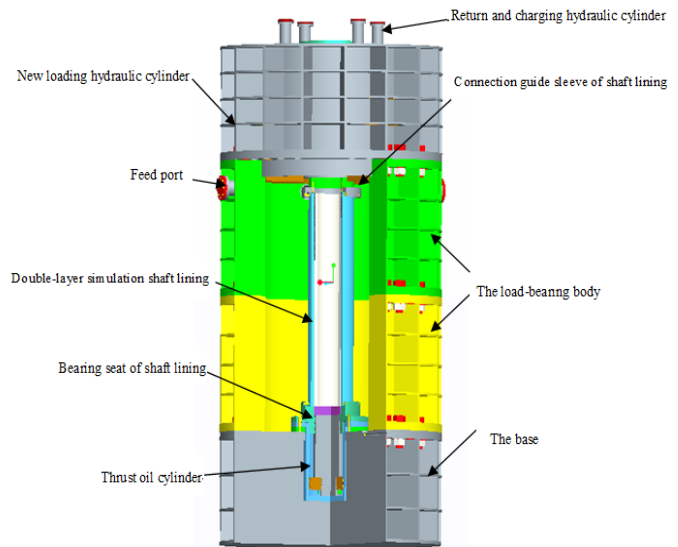 Return and charging hydraulic cylinder
New loading hydraulic cylinder
Connection guide sleeve of shaft lining
Feed port
Double-layer simulation shaft lining
The load-bearing body
Bearing seat of shaft lining
The base
Thrust oil cylinder